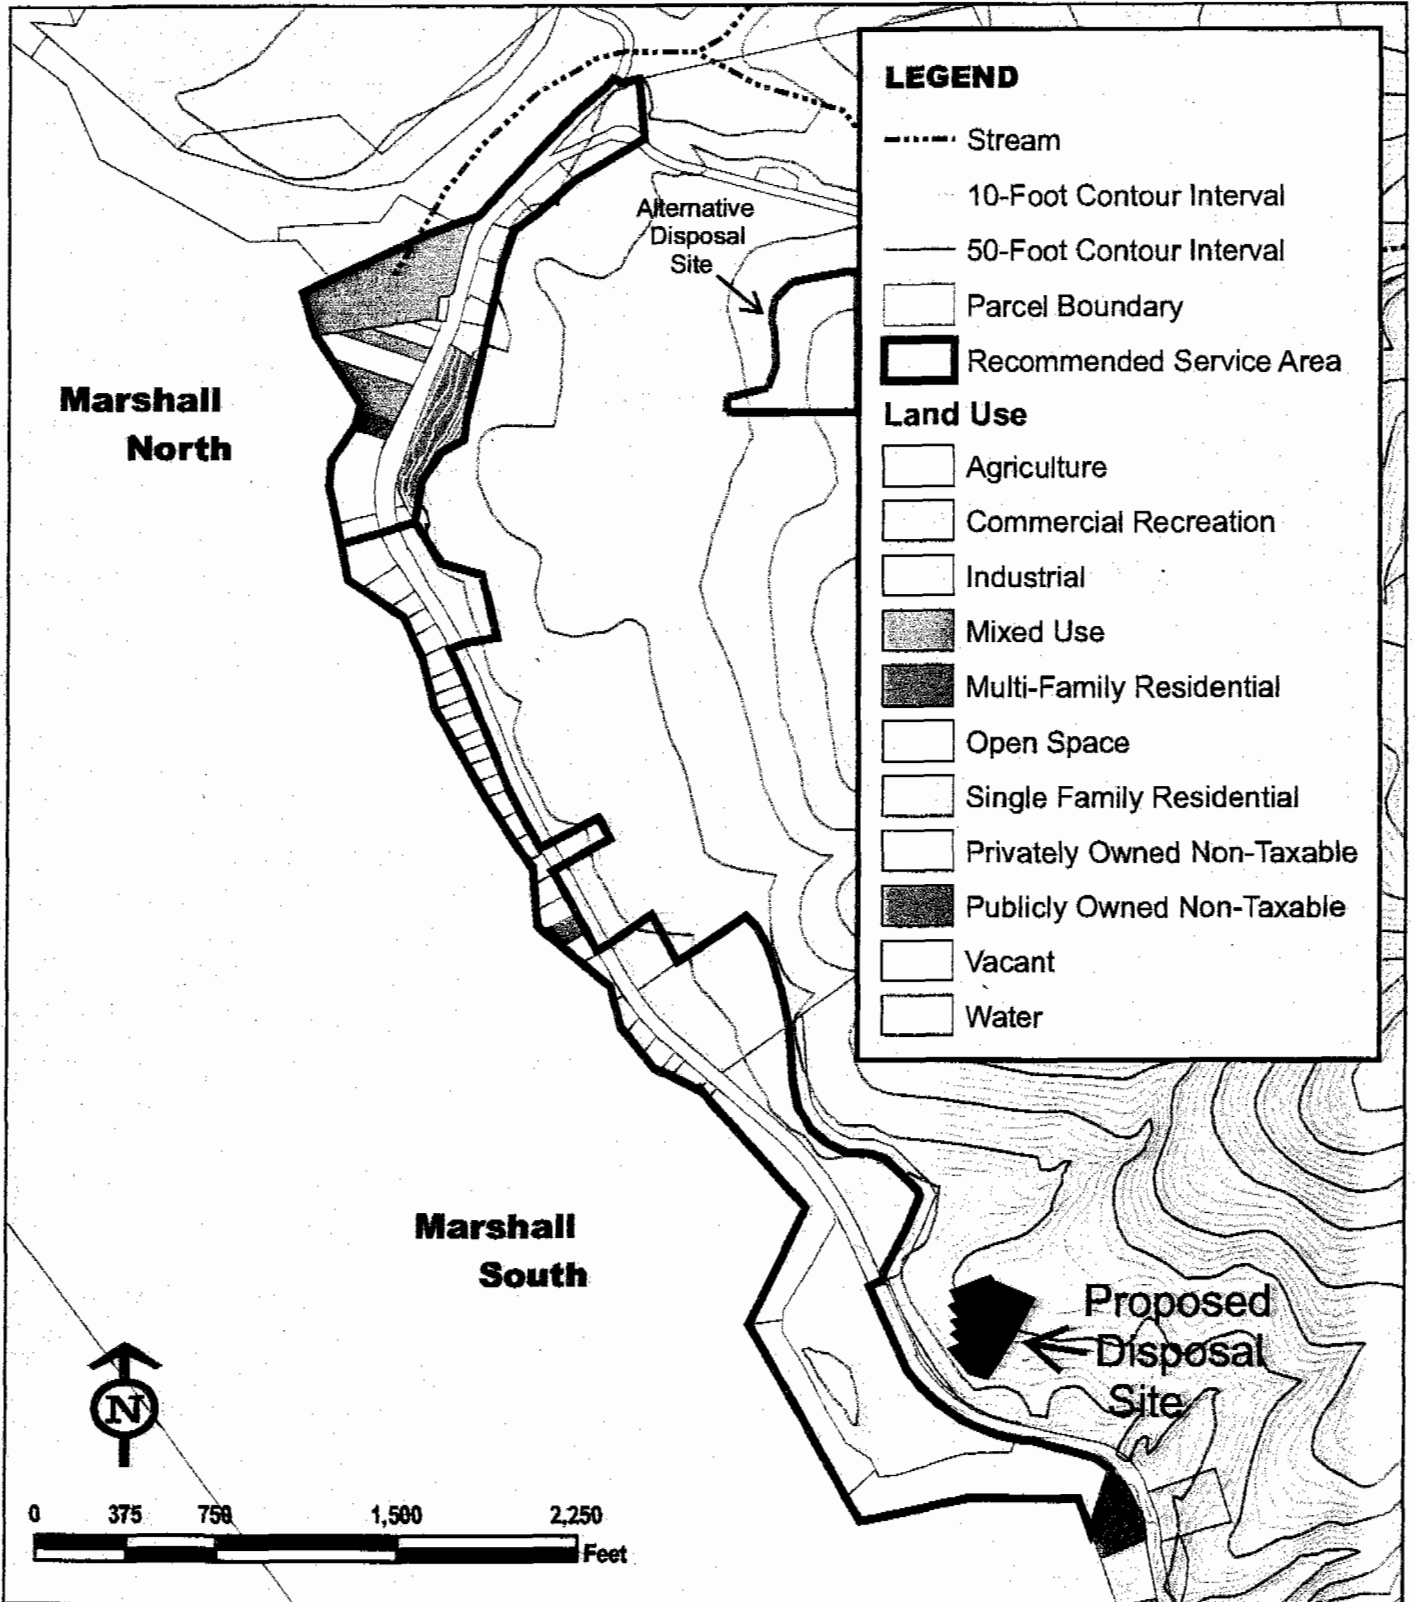 LEGEND
Stream
10-Foot Contour Interval
50-Foot Contour Interval
Parcel Boundary
Recommended Service Area
Land Use
Agriculture
Commercial Recreation
Industrial
Mixed Use
Multi-Family Residential
Open Space
Single Family Residential
Privately Owned Non-Taxable
Publicly Owned Non-Taxable
Vacant
Water
Alternative
Disposal
Site
Marshall
North
Marshall
South
Proposed
Disposal
Site
N
0 375 750 1,500 2,250
Feet